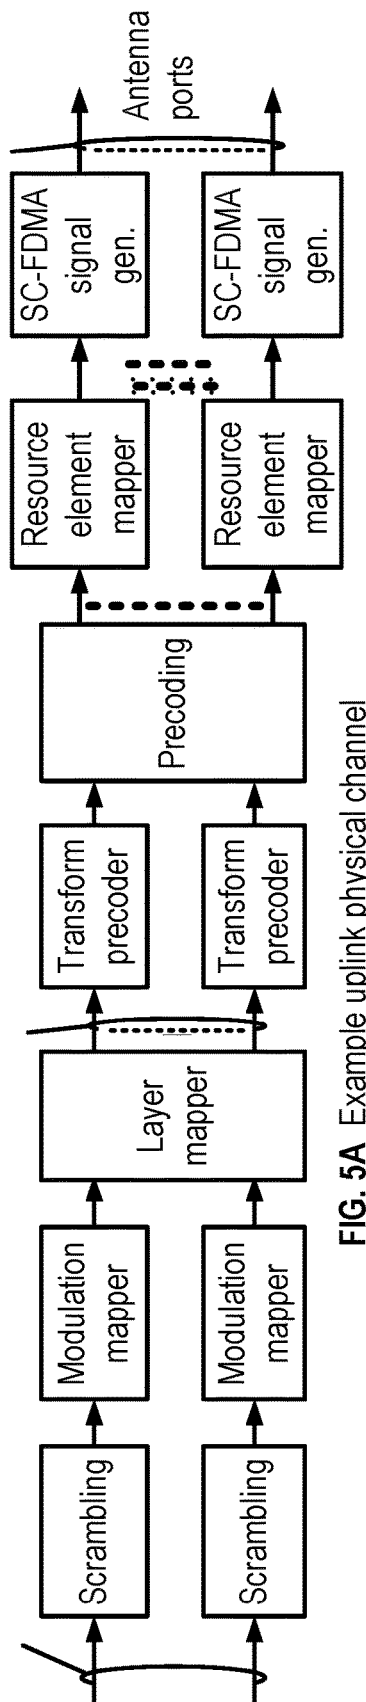 Scrambling
Scrambling
Modulation
mapper
Modulation
mapper
Layer
mapper
Transform
precoder
Transform
precoder
Precoding
Resource
element
mapper
Resource
element
mapper
SC-FDMA
signal
gen.
SC-FDMA
signal
gen.
Antenna
ports
FIG. 5A Example uplink physical channel